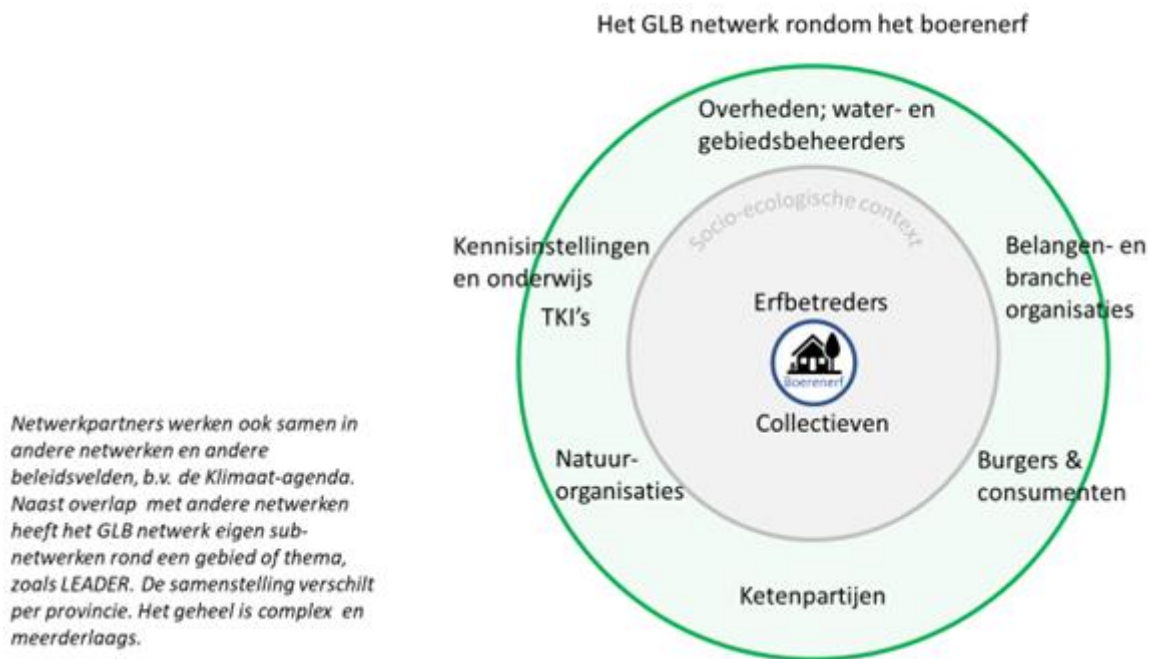 Het GLB netwerk rondom het boerenerf
Overheden; water- en
gebiedsbeheerders
Socio-ecologische context
Kennisinstellingen
en onderwijs
TKI's
Belangen- en
branche
organisaties
Erfbetreders
Boerenerf
Collectieven
Natuur-
organisaties
Burgers &
consumenten
Ketenpartijen
Netwerkpartners werken ook samen in
andere netwerken en andere
beleidsvelden, b.v. de Klimaat-agenda.
Naast overlap met andere netwerken
heeft het GLB netwerk eigen sub-
netwerken rond een gebied of thema,
zoals LEADER. De samenstelling verschilt
per provincie. Het geheel is complex en
meerderlaags.